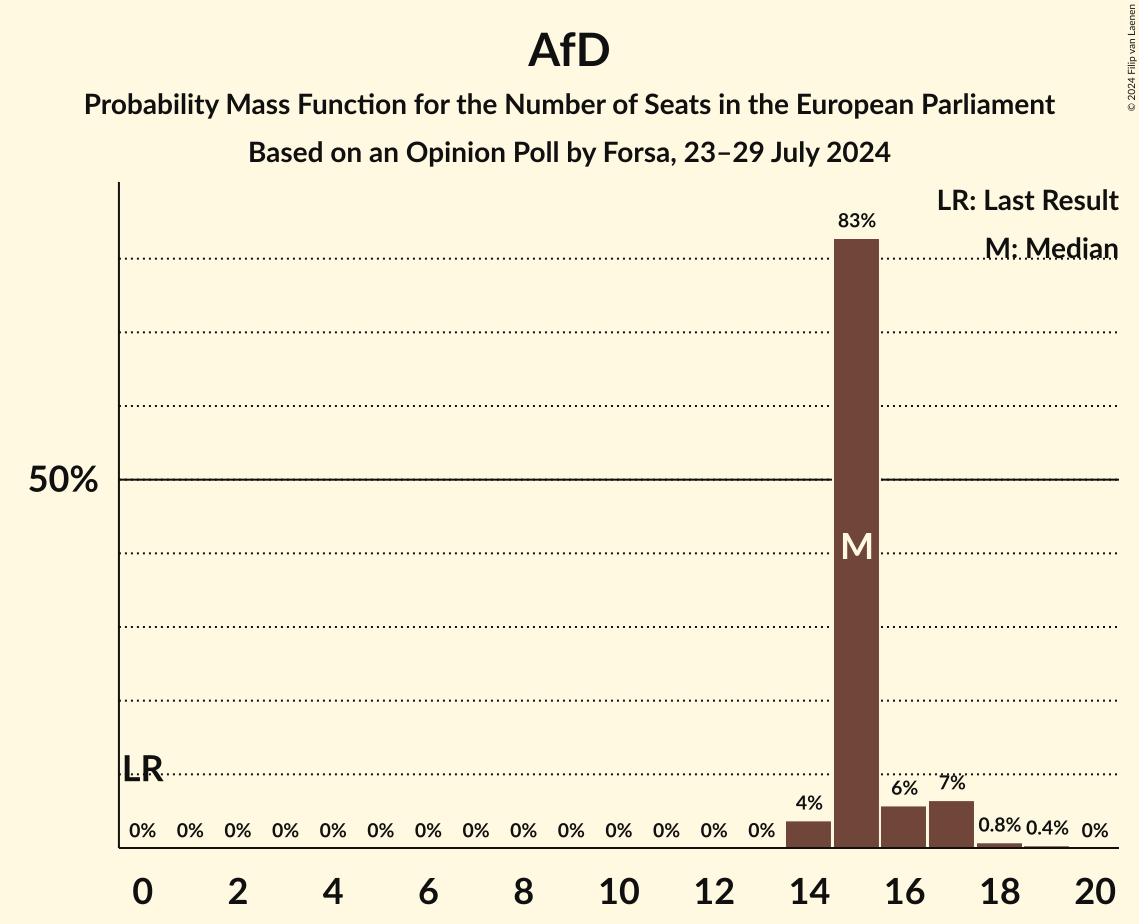 AfD
Probability Mass Function for the Number of Seats in the European Parliament
Based on an Opinion Poll by Forsa, 23–29 July 2024
© 2024 Filip van Laenen
LR: Last Result
M: Median
83%
50%
M
LR
0% 0% 0% 0% 0% 0% 0% 0% 0% 0% 0% 0% 0% 0% 4% 6% 7% 0.8% 0.4% 0%
0 2 4 6 8 10 12 14 16 18 20